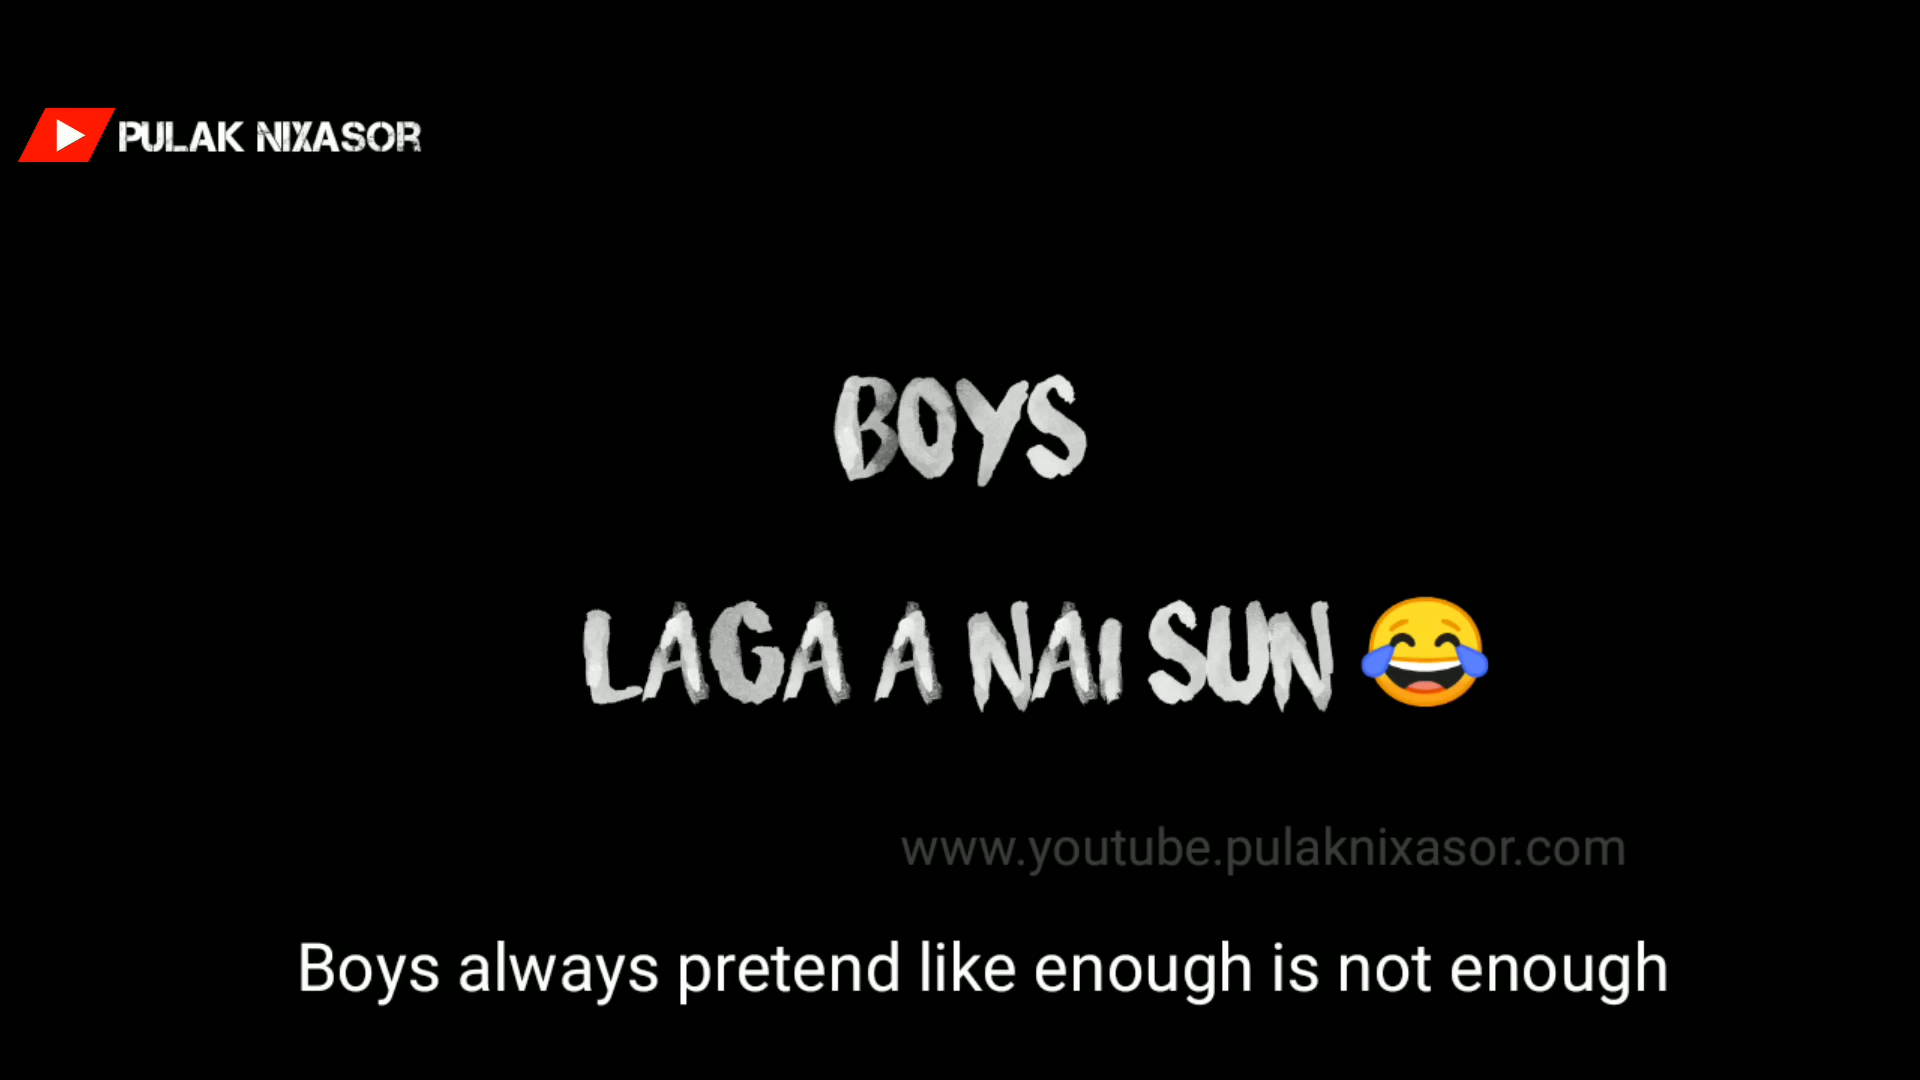 PULAK NIXASOR
BOYS
LAGA A NAI SUN 😂
www.youtube.pulaknixasor.com
Boys always pretend like enough is not enough